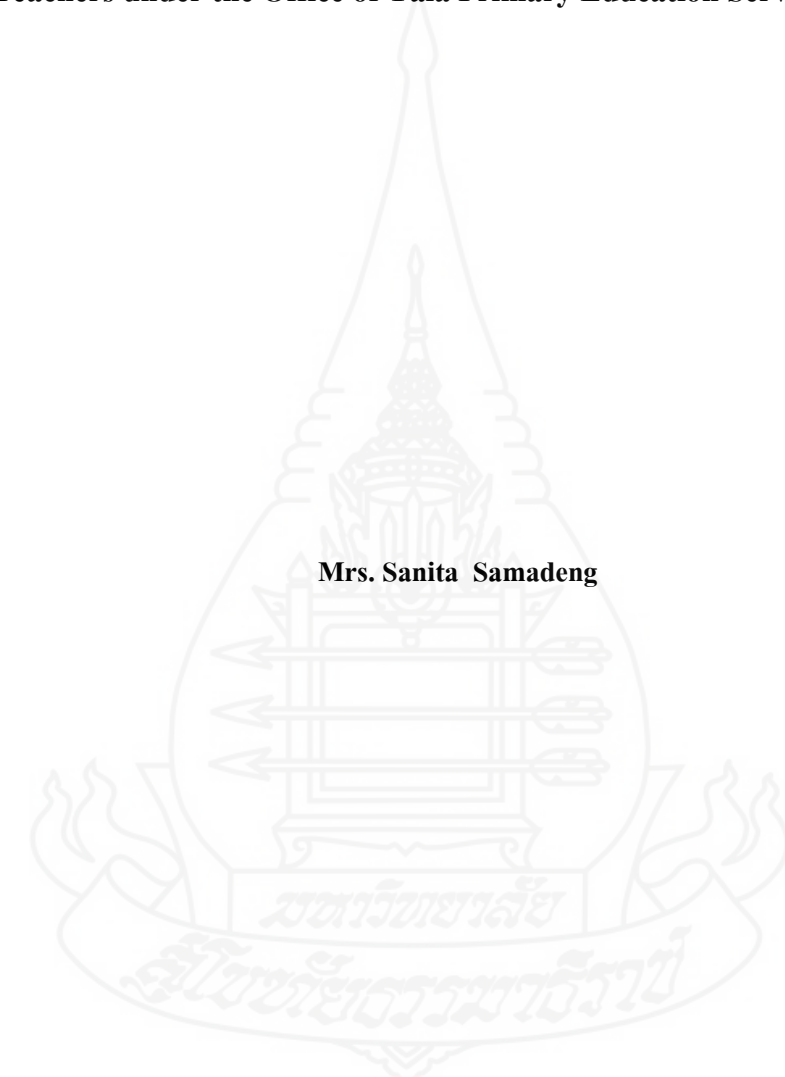 Teachers under the Office of Yala Primary Education Serv
Mrs. Sanita Samadeng
มหาวิทยาลัย
สุโขทัยธรรมาธิราช